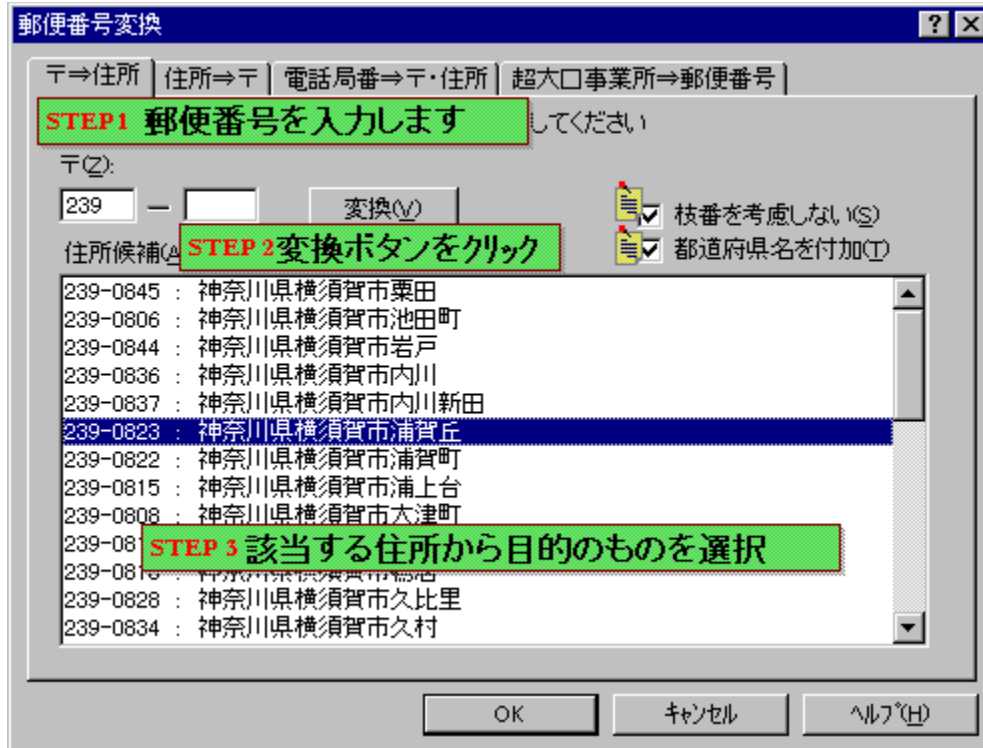 郵便番号変換
〒⇒住所 住所⇒〒 電話局番⇒〒・住所 超大口事業所⇒郵便番号
STEP1 郵便番号を入力します してください
〒(Z):
239 — 変換(V) 枝番を考慮しない(S)
住所候補(A STEP 2 変換ボタンをクリック 都道府県名を付加(T)
239-0845 : 神奈川県横須賀市粟田
239-0806 : 神奈川県横須賀市池田町
239-0844 : 神奈川県横須賀市岩戸
239-0836 : 神奈川県横須賀市内川
239-0837 : 神奈川県横須賀市内川新田
239-0823 : 神奈川県横須賀市浦賀丘
239-0822 : 神奈川県横須賀市浦賀町
239-0815 : 神奈川県横須賀市浦上台
239-0808 : 神奈川県横須賀市大津町
239-081 STEP 3 該当する住所から目的のものを選択
239-0828 : 神奈川県横須賀市久比里
239-0834 : 神奈川県横須賀市久村
OK キャンセル ヘルプ(H)